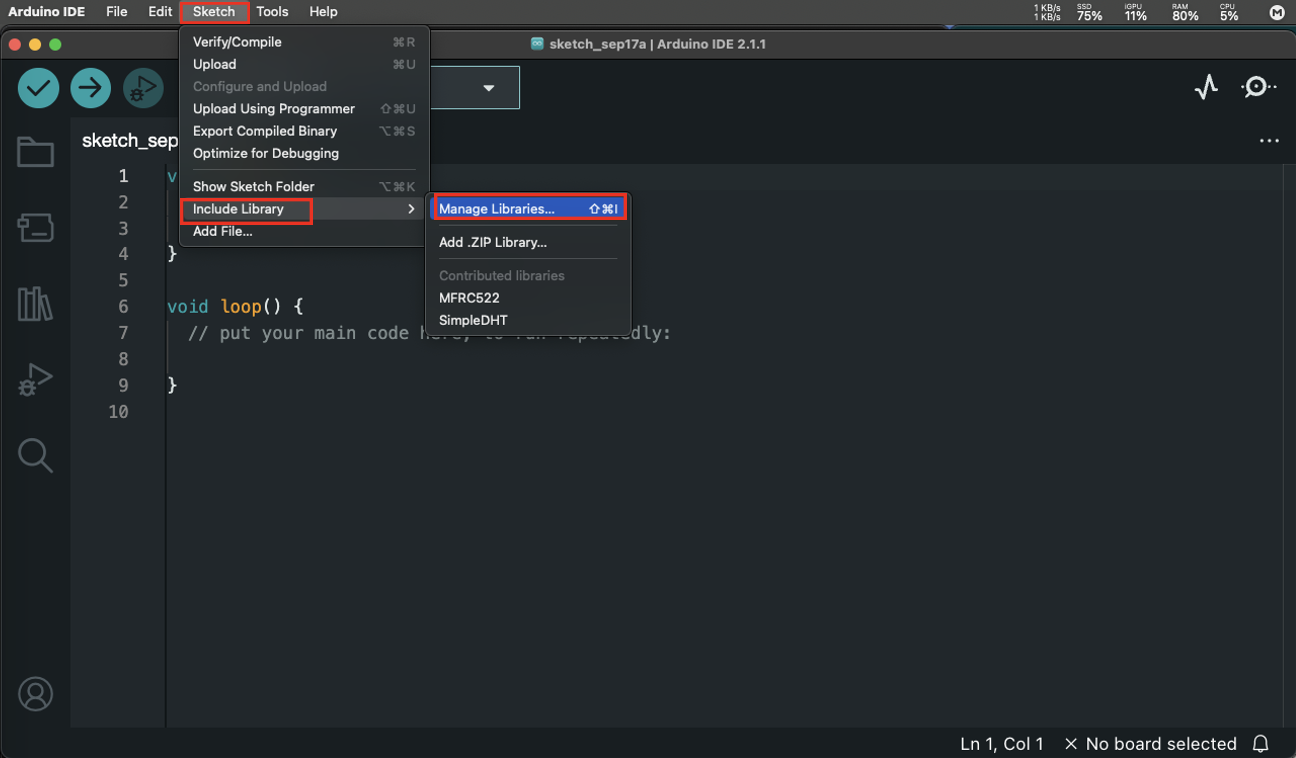 Arduino IDE File Edit Sketch Tools Help 1 KB/s 1 KB/s SSD 75% iGPU 11% RAM 80% CPU 5% M
sketch_sep17a | Arduino IDE 2.1.1
Verify/Compile ⌘R
Upload ⌘U
Configure and Upload
Upload Using Programmer ⇧⌘U
Export Compiled Binary ⌥⌘S
Optimize for Debugging
Show Sketch Folder ⌥⌘K
Include Library >
Add File...
Manage Libraries... ⇧⌘I
Add .ZIP Library...
Contributed libraries
MFRC522
SimpleDHT
sketch_sep
1 v
2
3
4 }
5
6 void loop() {
7 // put your main code here, to run repeatedly:
8
9 }
10
Ln 1, Col 1 × No board selected